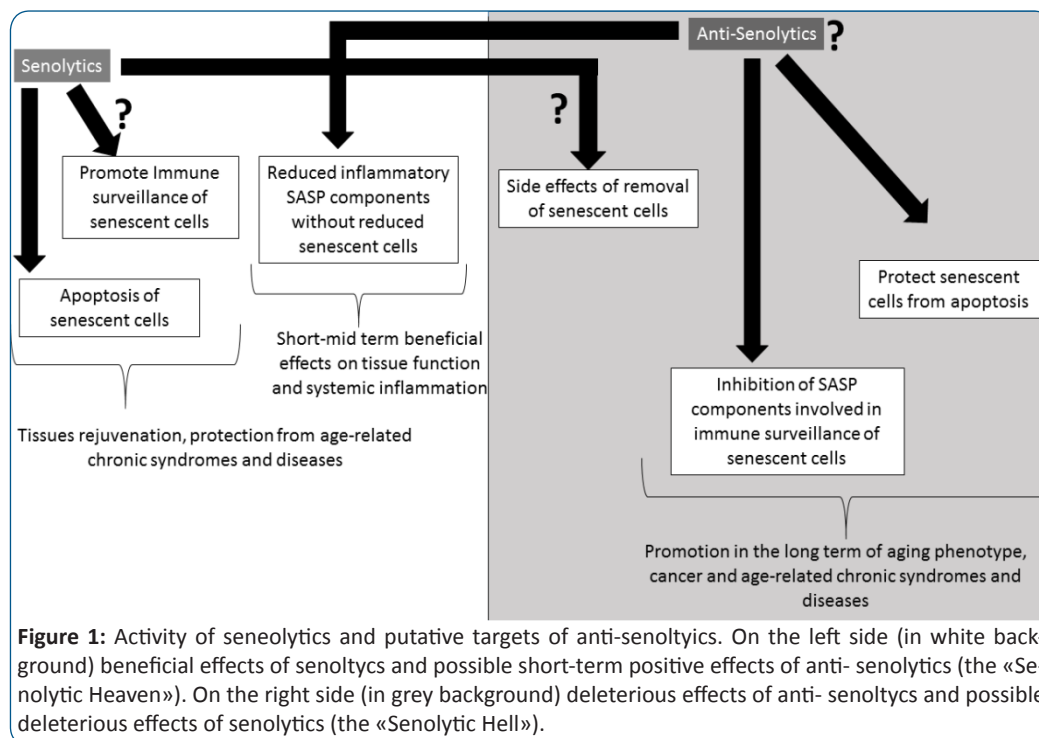 Senolytics
?
Promote Immune
surveillance of
senescent cells
Apoptosis of
senescent cells
Tissues rejuvenation, protection from age-related
chronic syndromes and diseases
Reduced inflammatory
SASP components
without reduced
senescent cells
Short-mid term beneficial
effects on tissue function
and systemic inflammation
Anti-Senolytics ?
?
Side effects of removal
of senescent cells
Protect senescent
cells from apoptosis
Inhibition of SASP
components involved in
immune surveillance of
senescent cells
Promotion in the long term of aging phenotype,
cancer and age-related chronic syndromes and
diseases
Figure 1: Activity of seneolytics and putative targets of anti-senoltyics. On the left side (in white back-
ground) beneficial effects of senoltycs and possible short-term positive effects of anti- senolytics (the «Se-
nolytic Heaven»). On the right side (in grey background) deleterious effects of anti- senoltycs and possible
deleterious effects of senolytics (the «Senolytic Hell»).